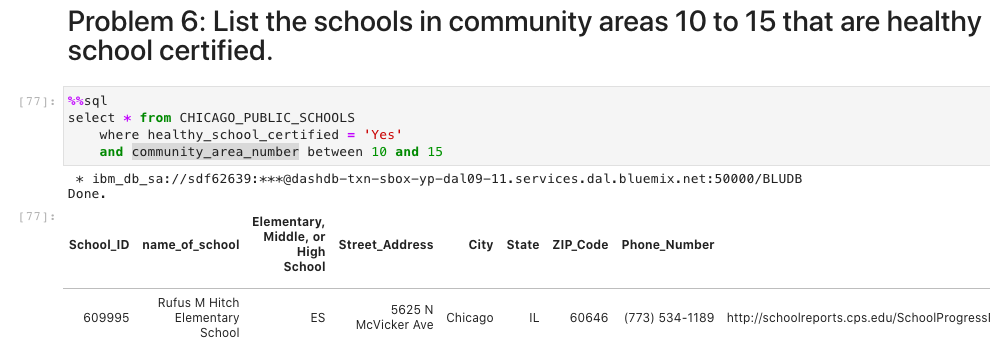 Problem 6: List the schools in community areas 10 to 15 that are healthy
school certified.
[77]:
%%sql
select * from CHICAGO_PUBLIC_SCHOOLS
where healthy_school_certified = 'Yes'
and community_area_number between 10 and 15
* ibm_db_sa://sdf62639:***@dashdb-txn-sbox-yp-dal09-11.services.dal.bluemix.net:50000/BLUDB
Done.
[77]:
School_ID name_of_school Elementary, Middle, or High School Street_Address City State ZIP_Code Phone_Number
609995 Rufus M Hitch Elementary School ES 5625 N McVicker Ave Chicago IL 60646 (773) 534-1189 http://schoolreports.cps.edu/SchoolProgress